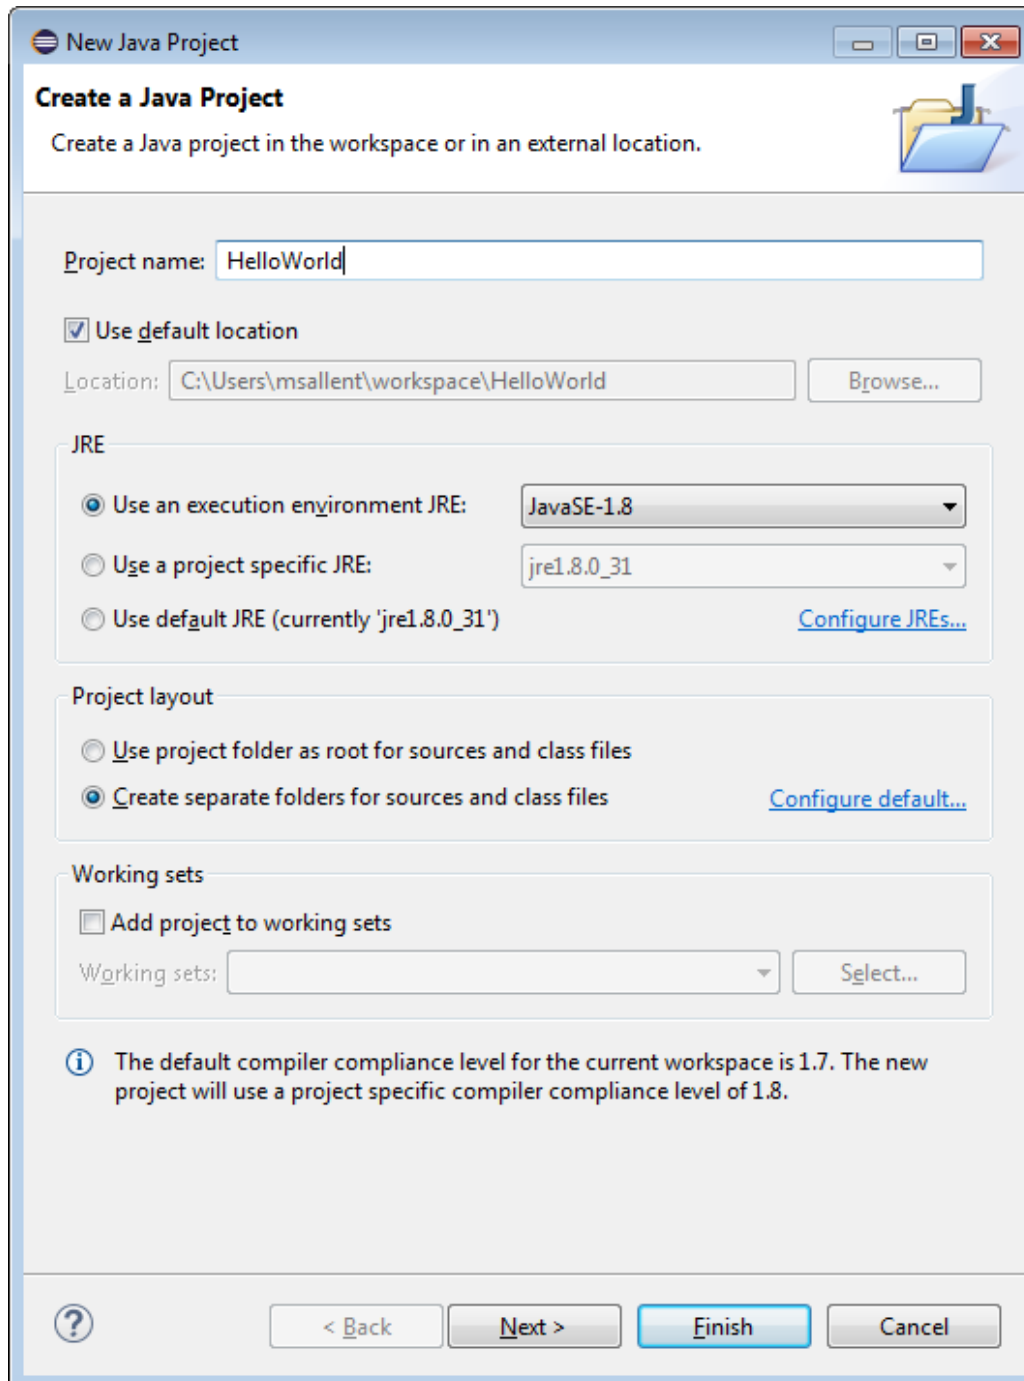 New Java Project
Create a Java Project
Create a Java project in the workspace or in an external location.
Project name: HelloWorld
Use default location
Location: C:\Users\msallent\workspace\HelloWorld Browse...
JRE
Use an execution environment JRE: JavaSE-1.8
Use a project specific JRE: jre1.8.0_31
Use default JRE (currently 'jre1.8.0_31') Configure JREs...
Project layout
Use project folder as root for sources and class files
Create separate folders for sources and class files Configure default...
Working sets
Add project to working sets
Working sets: Select...
The default compiler compliance level for the current workspace is 1.7. The new
project will use a project specific compiler compliance level of 1.8.
? < Back Next > Finish Cancel